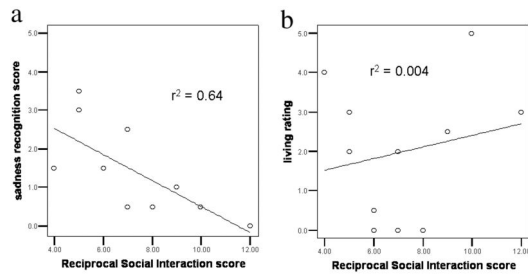 a
sadness recognition score
5.0
4.0
3.0
2.0
1.0
0.0
r² = 0.64
4.00 6.00 8.00 10.00 12.00
Reciprocal Social Interaction score
b
living rating
5.0
4.0
3.0
2.0
1.0
0.0
r² = 0.004
4.00 6.00 8.00 10.00 12.00
Reciprocal Social Interaction score